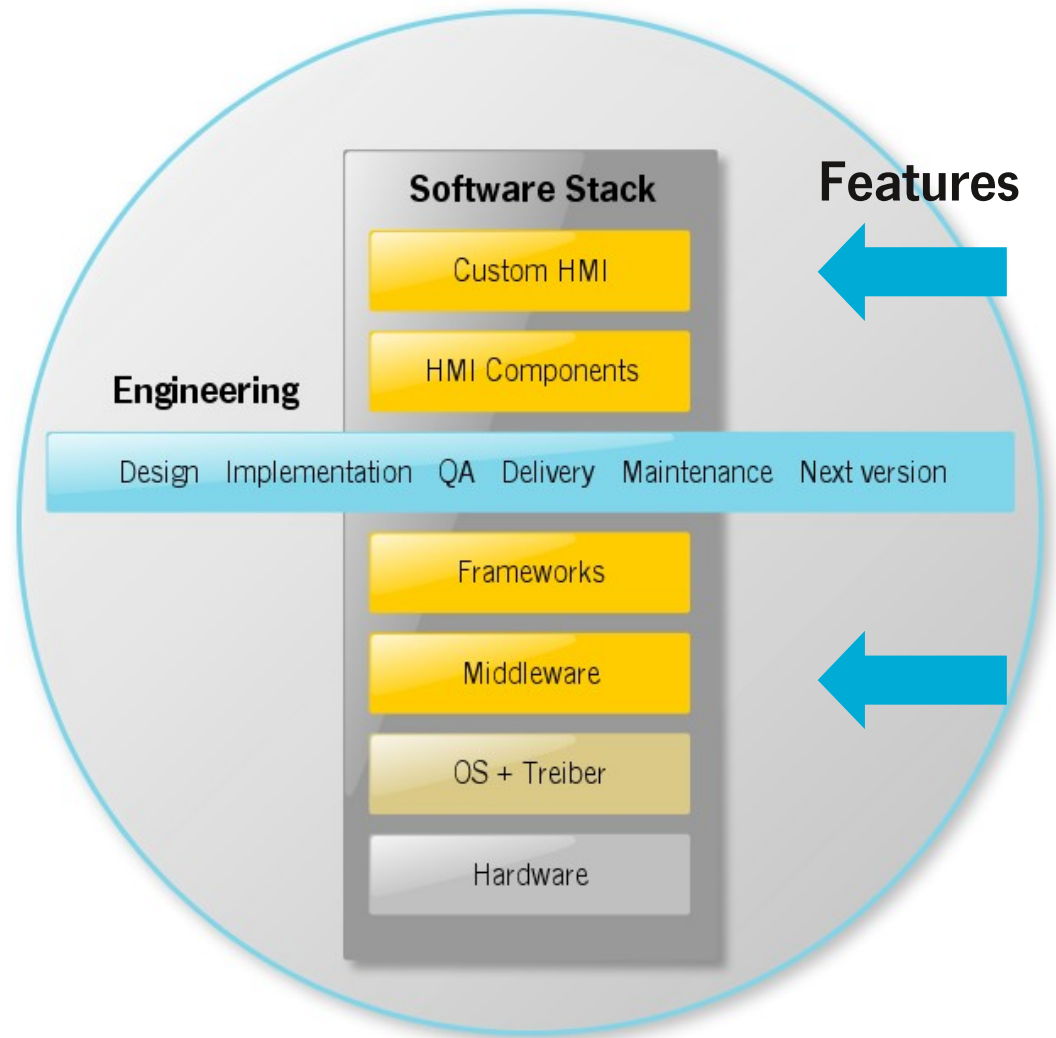 Software Stack
Features
Custom HMI
HMI Components
Engineering
Design Implementation QA Delivery Maintenance Next version
Frameworks
Middleware
OS + Treiber
Hardware